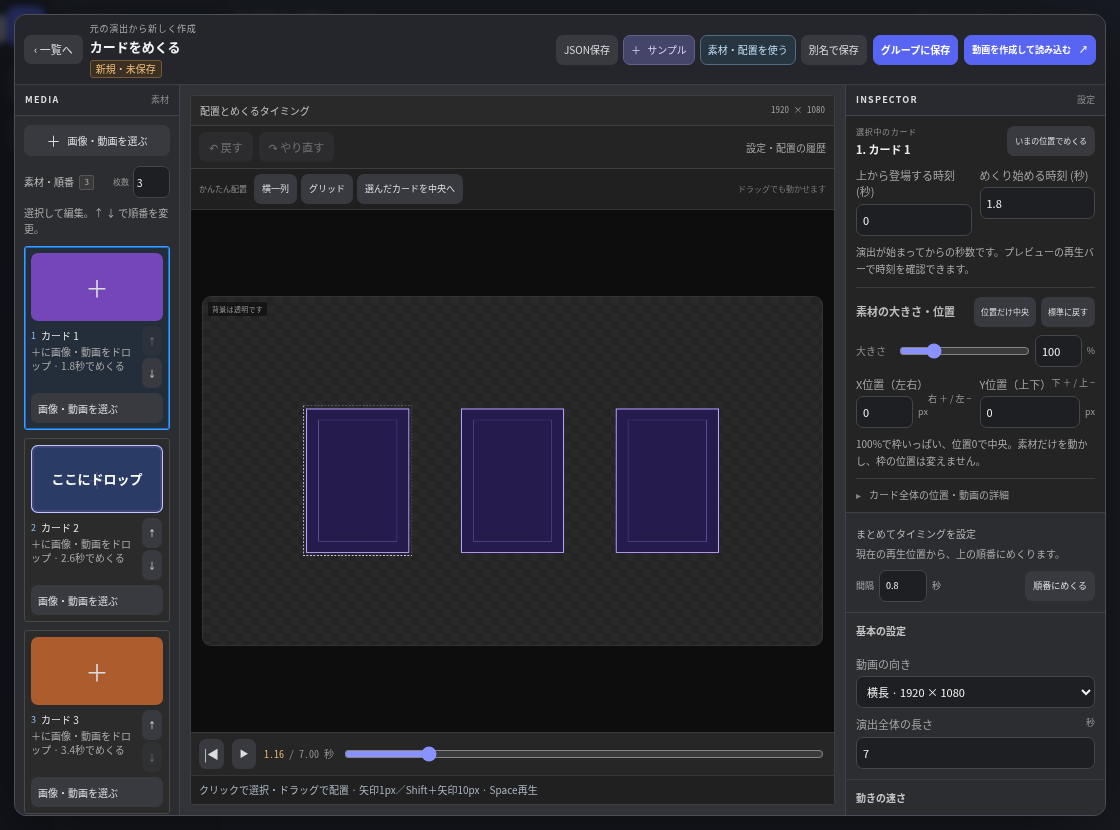 ‹ 一覧へ
元の演出から新しく作成
カードをめくる
新規・未保存
JSON保存
＋ サンプル
素材・配置を使う
別名で保存
グループに保存
動画を作成して読み込む ↗
MEDIA
素材
＋ 画像・動画を選ぶ
素材・順番 3 枚数 3
選択して編集。↑ ↓ で順番を変
更。
＋
1 カード 1
＋に画像・動画をドロ
ップ · 1.8秒でめくる
↑
↓
画像・動画を選ぶ
ここにドロップ
2 カード 2
＋に画像・動画をドロ
ップ · 2.6秒でめくる
↑
↓
画像・動画を選ぶ
＋
3 カード 3
＋に画像・動画をドロ
ップ · 3.4秒でめくる
↑
↓
画像・動画を選ぶ
配置とめくるタイミング
1920 × 1080
↶ 戻す
↷ やり直す
設定・配置の履歴
かんたん配置
横一列
グリッド
選んだカードを中央へ
ドラッグでも動かせます
背景は透明です
1.16 / 7.00 秒
クリックで選択・ドラッグで配置 · 矢印1px／Shift＋矢印10px · Space再生
INSPECTOR
設定
選択中のカード
1. カード 1
いまの位置でめくる
上から登場する時刻
(秒)
0
めくり始める時刻 (秒)
1.8
演出が始まってからの秒数です。プレビューの再生バ
ーで時刻を確認できます。
素材の大きさ・位置
位置だけ中央
標準に戻す
大きさ
100
%
X位置（左右）
右 ＋ / 左 −
0
px
Y位置（上下）
下 ＋ / 上 −
0
px
100%で枠いっぱい、位置0で中央。素材だけを動か
し、枠の位置は変えません。
▸ カード全体の位置・動画の詳細
まとめてタイミングを設定
現在の再生位置から、上の順番にめくります。
間隔 0.8 秒
順番にめくる
基本の設定
動画の向き
横長 · 1920 × 1080
演出全体の長さ
秒
7
動きの速さ